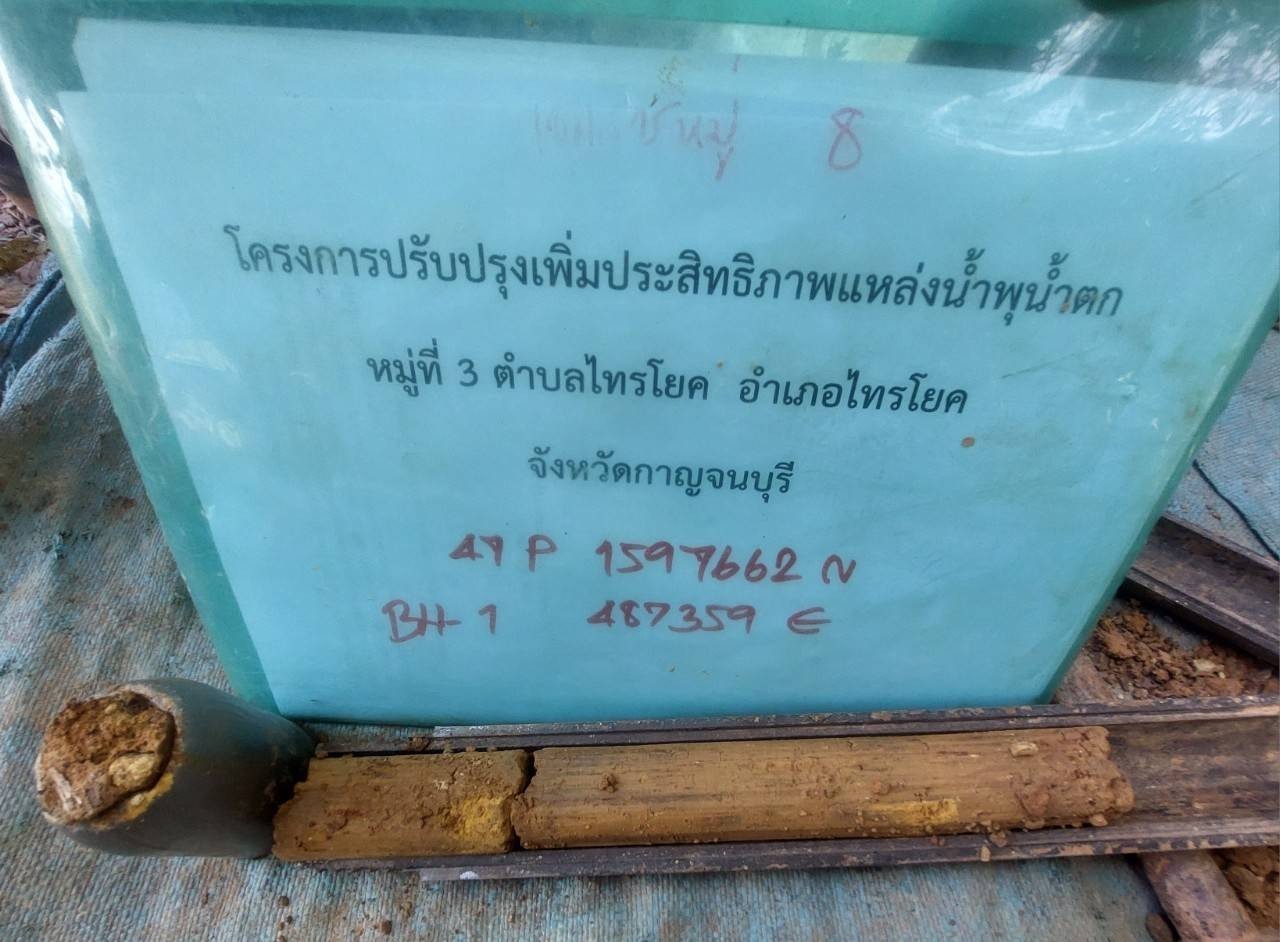 หมู่ 8
โครงการปรับปรุงเพิ่มประสิทธิภาพแหล่งน้ำพุน้ำตก
หมู่ที่ 3 ตำบลไทรโยค อำเภอไทรโยค
จังหวัดกาญจนบุรี
47 P 1597662 N
BH-1 487359 E